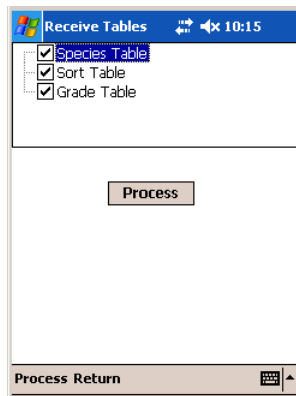 Receive Tables 10:15
Species Table
Sort Table
Grade Table
Process
Process Return